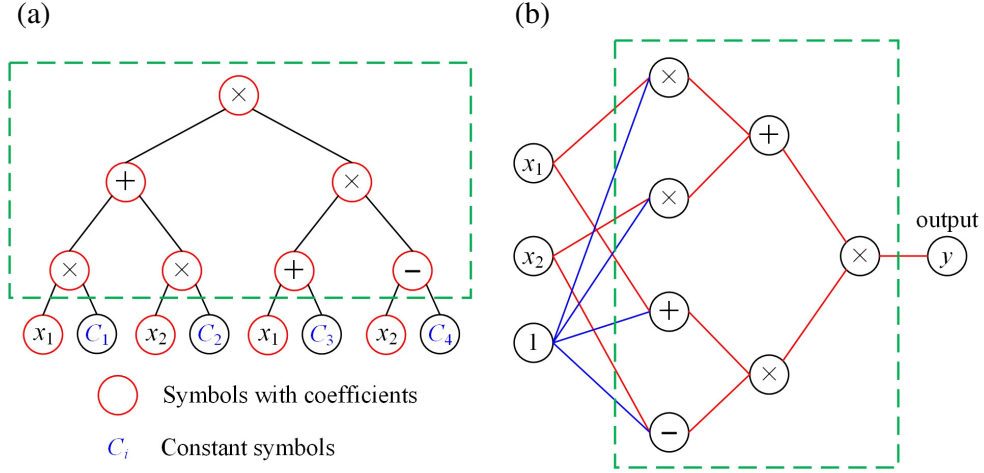 (a)
×
+ ×
× × + −
x₁ C₁ x₂ C₂ x₁ C₃ x₂ C₄
Symbols with coefficients
Cᵢ Constant symbols
(b)
×
+
x₁
×
output
x₂ × y
+
1
×
−